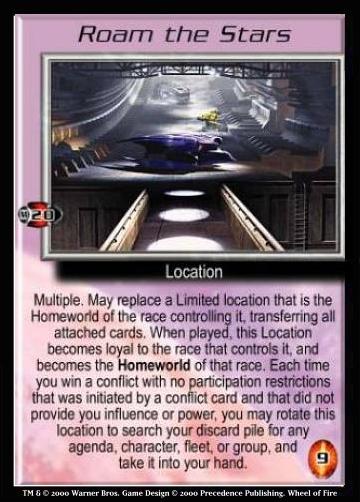 Roam the Stars
20
Location
Multiple. May replace a Limited location that is the
Homeworld of the race controlling it, transferring all
attached cards. When played, this Location
becomes loyal to the race that controls it, and
becomes the Homeworld of that race. Each time
you win a conflict with no participation restrictions
that was initiated by a conflict card and that did not
provide you influence or power, you may rotate this
location to search your discard pile for any
agenda, character, fleet, or group, and
take it into your hand.
9
TM & © 2000 Warner Bros. Game Design © 2000 Precedence Publishing. Wheel of Fire